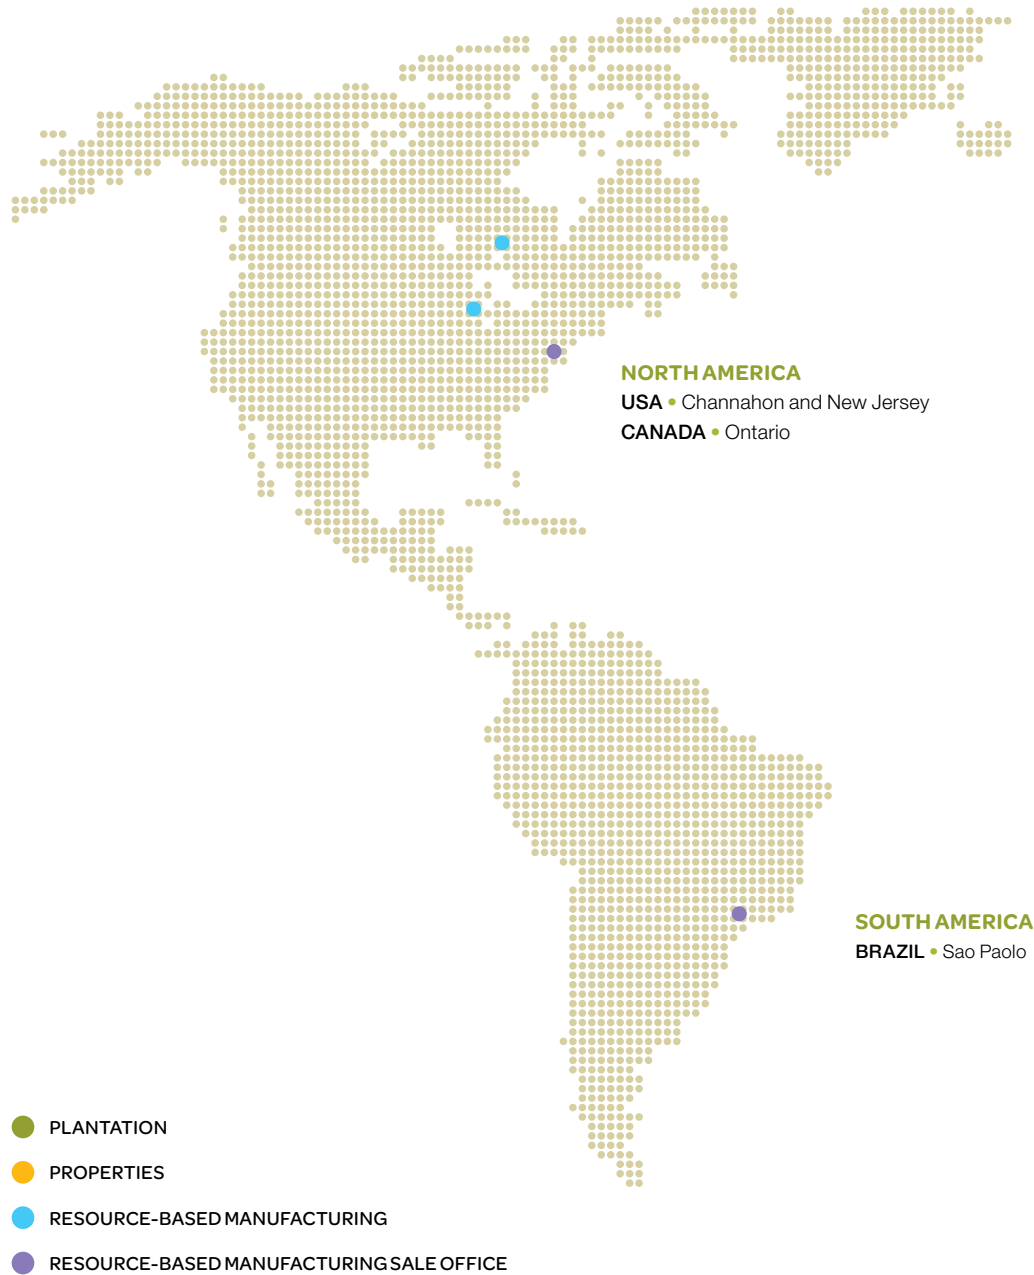 NORTH AMERICA
USA • Channahon and New Jersey
CANADA • Ontario
SOUTH AMERICA
BRAZIL • Sao Paolo
PLANTATION
PROPERTIES
RESOURCE-BASED MANUFACTURING
RESOURCE-BASED MANUFACTURING SALE OFFICE